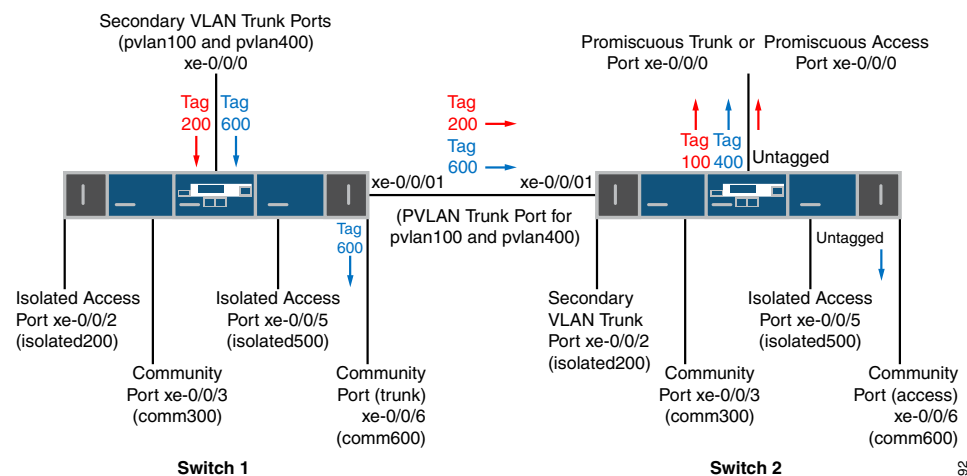 Secondary VLAN Trunk Ports
(pvlan100 and pvlan400)
xe-0/0/0
Promiscuous Trunk or
Port xe-0/0/0
Promiscuous Access
Port xe-0/0/0
Tag
200
Tag
600
Tag
200
Tag
600
Tag
100
Tag
400
Untagged
xe-0/0/01
xe-0/0/01
(PVLAN Trunk Port for
pvlan100 and pvlan400)
Tag
600
Untagged
Isolated Access
Port xe-0/0/2
(isolated200)
Isolated Access
Port xe-0/0/5
(isolated500)
Secondary
VLAN Trunk
Port xe-0/0/2
(isolated200)
Isolated Access
Port xe-0/0/5
(isolated500)
Community
Port xe-0/0/3
(comm300)
Community
Port (trunk)
xe-0/0/6
(comm600)
Community
Port xe-0/0/3
(comm300)
Community
Port (access)
xe-0/0/6
(comm600)
Switch 1
Switch 2
92